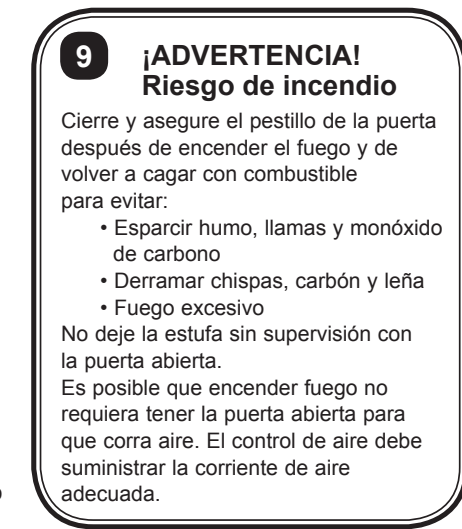 9 ¡ADVERTENCIA!
Riesgo de incendio
Cierre y asegure el pestillo de la puerta
después de encender el fuego y de
volver a cagar con combustible
para evitar:
• Esparcir humo, llamas y monóxido
de carbono
• Derramar chispas, carbón y leña
• Fuego excesivo
No deje la estufa sin supervisión con
la puerta abierta.
Es posible que encender fuego no
requiera tener la puerta abierta para
que corra aire. El control de aire debe
suministrar la corriente de aire
adecuada.